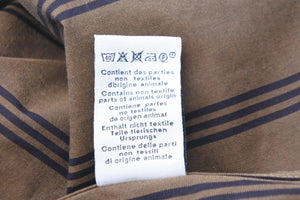 Contient des parties
non textiles
d'origine animale
Contains non textile
parts of animals origin
Contiene partes
no textiles
de origen animal
Enthält nicht textile
Teile tierischen
Ursprungs
Contiene delle parti
non tessili
di origine animale